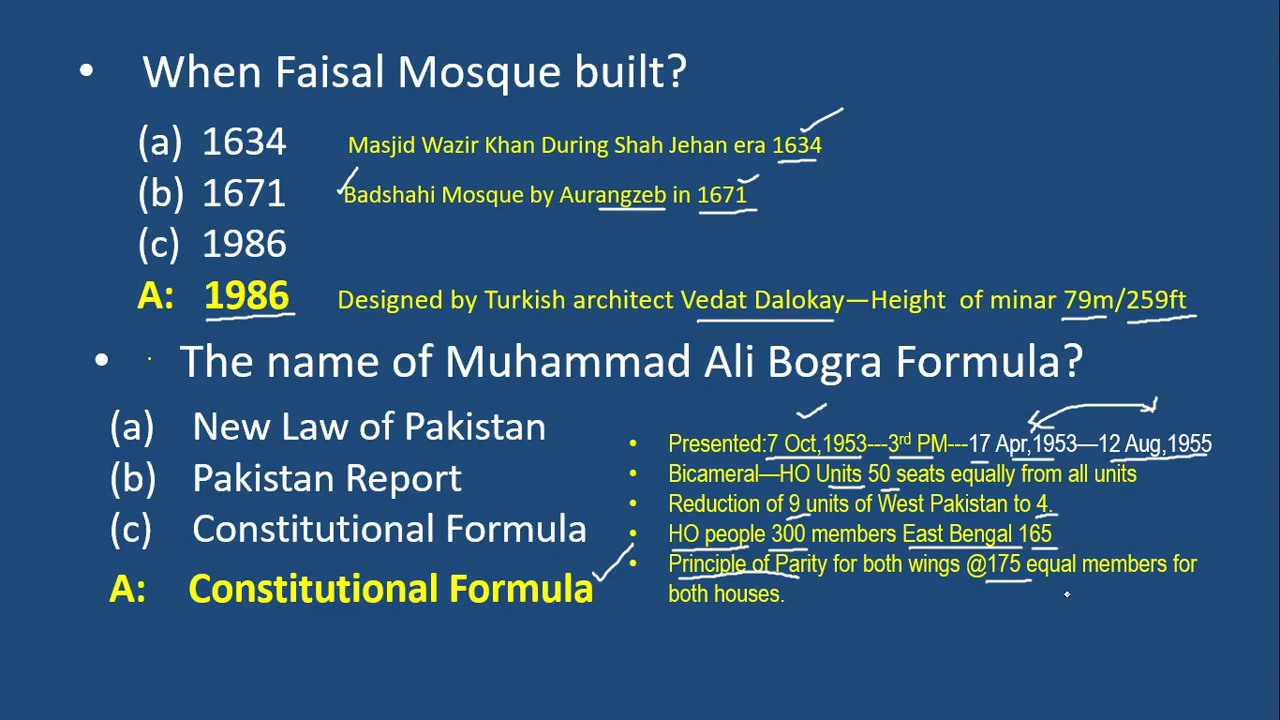 • When Faisal Mosque built?
(a) 1634 Masjid Wazir Khan During Shah Jehan era 1634
(b) 1671 Badshahi Mosque by Aurangzeb in 1671
(c) 1986
A: 1986 Designed by Turkish architect Vedat Dalokay—Height of minar 79m/259ft
• The name of Muhammad Ali Bogra Formula?
(a) New Law of Pakistan
(b) Pakistan Report
(c) Constitutional Formula
A: Constitutional Formula
• Presented:7 Oct,1953---3rd PM---17 Apr,1953—12 Aug,1955
• Bicameral—HO Units 50 seats equally from all units
• Reduction of 9 units of West Pakistan to 4.
• HO people 300 members East Bengal 165
• Principle of Parity for both wings @175 equal members for
both houses.